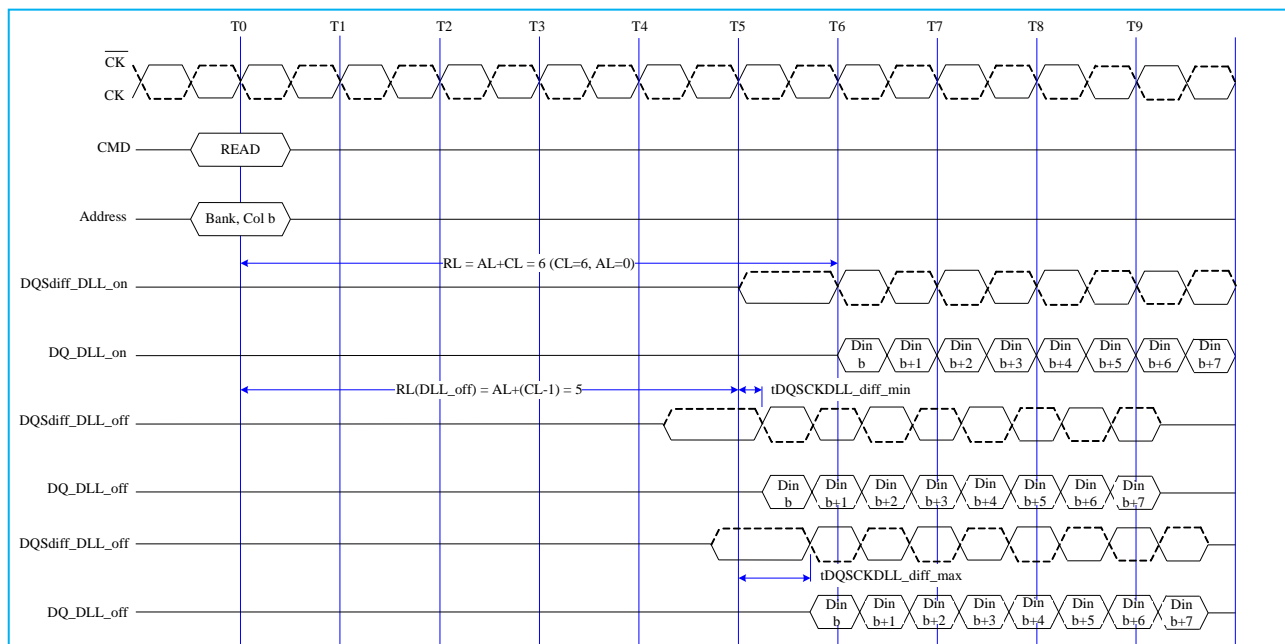 T0 T1 T2 T3 T4 T5 T6 T7 T8 T9
CK
CK
CMD READ
Address Bank, Col b
RL = AL+CL = 6 (CL=6, AL=0)
DQSdiff_DLL_on
DQ_DLL_on Din b Din b+1 Din b+2 Din b+3 Din b+4 Din b+5 Din b+6 Din b+7
RL(DLL_off) = AL+(CL-1) = 5 tDQSCKDLL_diff_min
DQSdiff_DLL_off
DQ_DLL_off Din b Din b+1 Din b+2 Din b+3 Din b+4 Din b+5 Din b+6 Din b+7
DQSdiff_DLL_off
tDQSCKDLL_diff_max
DQ_DLL_off Din b Din b+1 Din b+2 Din b+3 Din b+4 Din b+5 Din b+6 Din b+7